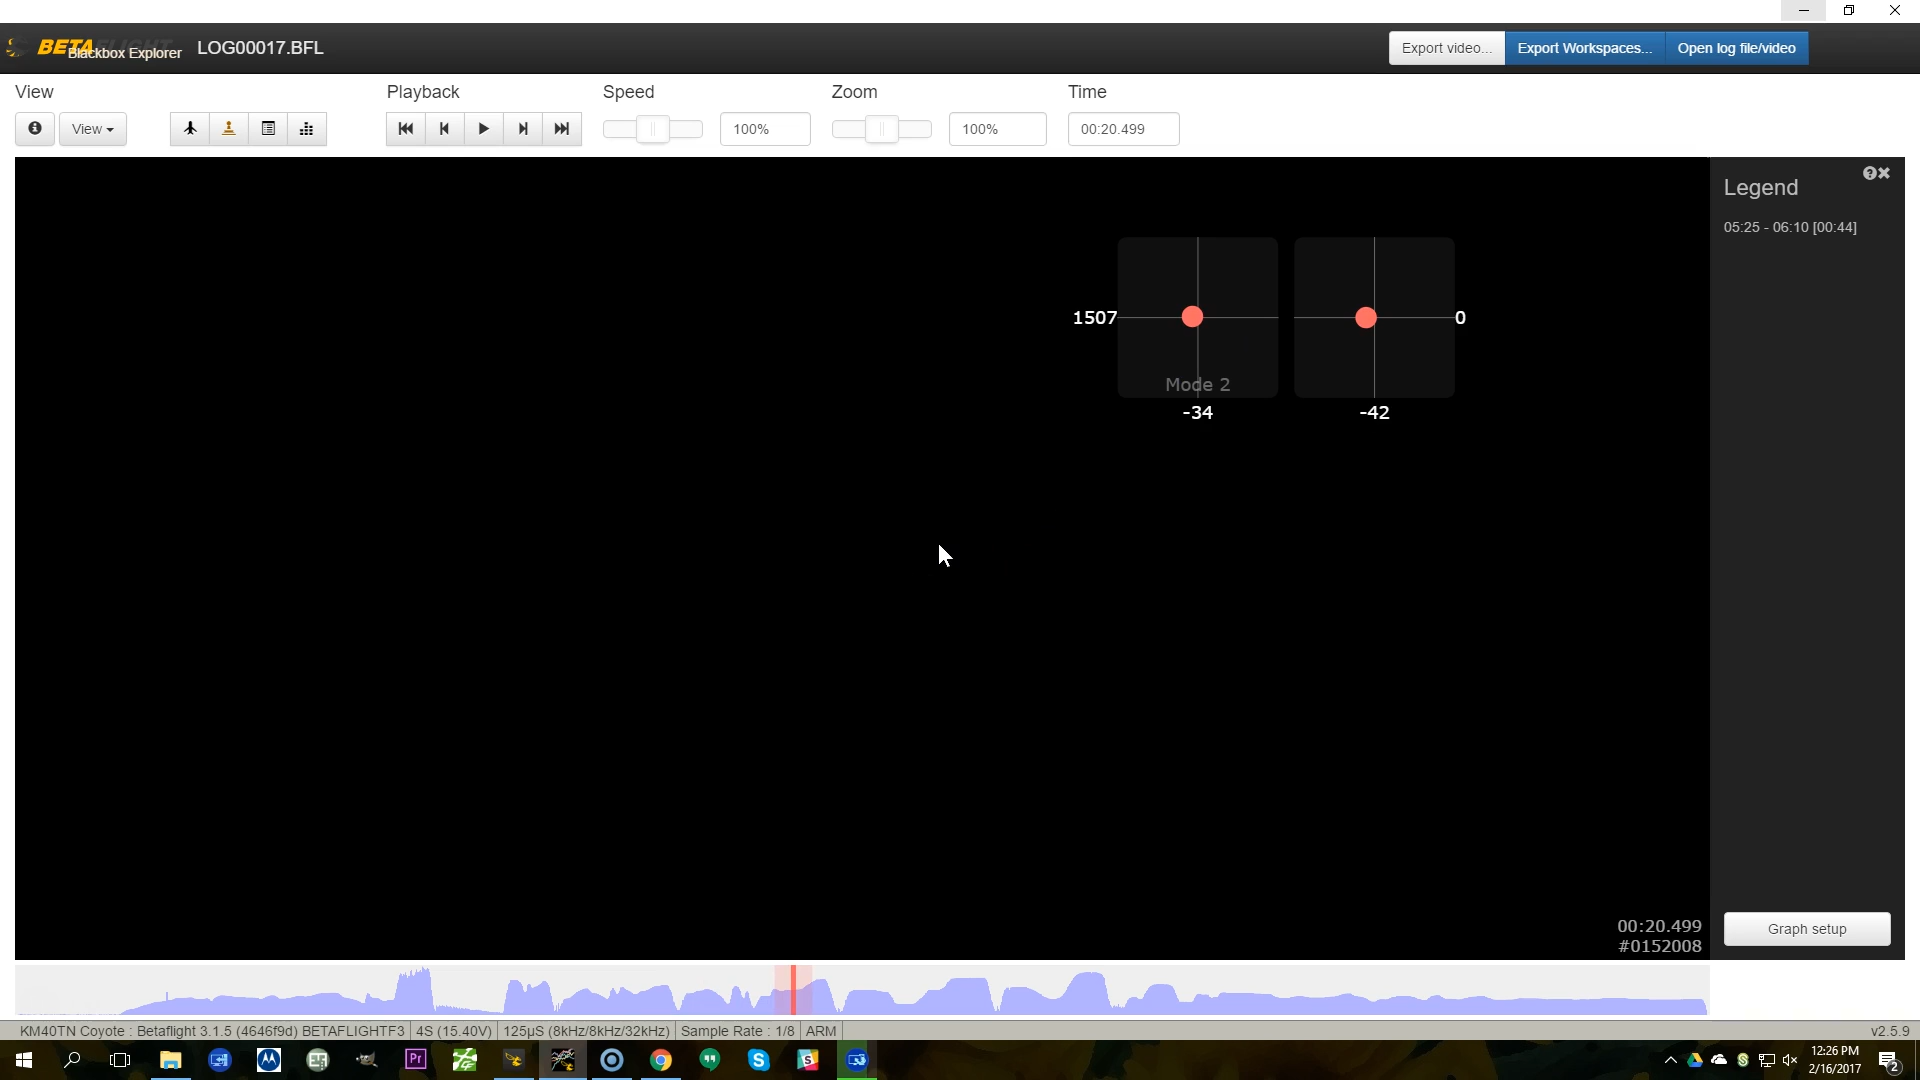 BETAFLIGHT
Blackbox Explorer
LOG00017.BFL
Export video...
Export Workspaces...
Open log file/video
View
Playback
Speed
Zoom
Time
View
100%
100%
00:20.499
Legend
05:25 - 06:10 [00:44]
1507
0
Mode 2
-34
-42
00:20.499
#0152008
Graph setup
KM40TN Coyote : Betaflight 3.1.5 (4646f9d) BETAFLIGHTF3
4S (15.40V)
125µS (8kHz/8kHz/32kHz)
Sample Rate : 1/8
ARM
v2.5.9
Pr
12:26 PM
2/16/2017
2